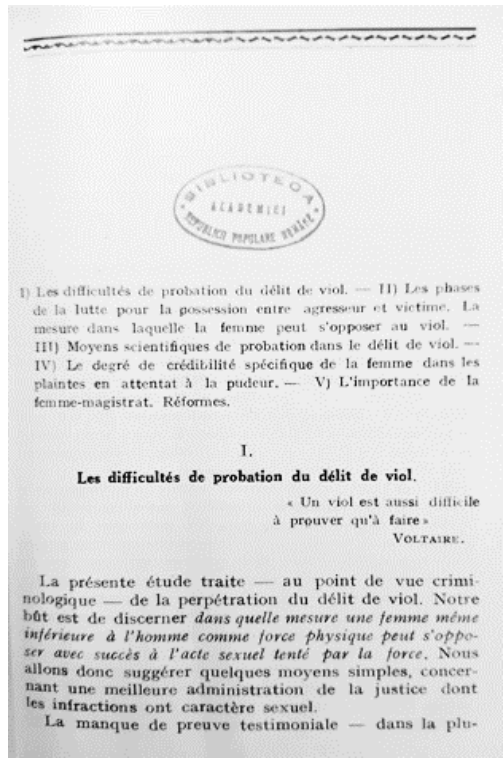 BIBLIOTECA
ACADEMIEI
REPUBLICII POPULARE ROMÂNE
I) Les difficultés de probation du délit de viol. — II) Les phases
de la lutte pour la possession entre agresseur et victime. La
mesure dans laquelle la femme peut s'opposer au viol. —
III) Moyens scientifiques de probation dans le délit de viol. —
IV) Le degré de crédibilité spécifique de la femme dans les
plaintes en attentat à la pudeur. — V) L'importance de la
femme-magistrat. Réformes.
I.
Les difficultés de probation du délit de viol.
« Un viol est aussi difficile
à prouver qu'à faire »
VOLTAIRE.
La présente étude traite — au point de vue crimi-
nologique — de la perpétration du délit de viol. Notre
bût est de discerner dans quelle mesure une femme même
inférieure à l'homme comme force physique peut s'oppo-
ser avec succès à l'acte sexuel tenté par la force. Nous
allons donc suggérer quelques moyens simples, concer-
nant une meilleure administration de la justice dont
les infractions ont caractère sexuel.
La manque de preuve testimoniale — dans la plu-